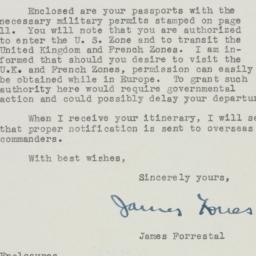 Enclosed are your passports with the
necessary military permits stamped on page
11. You will note that you are authorized
to enter the U. S. Zone and to transit the
United Kingdom and French Zones. I am in-
formed that should you desire to visit the
U.K. and French Zones, permission can easily
be obtained while in Europe. To grant such
authority here would require governmental
action and could possibly delay your departu
When I receive your itinerary, I will se
that proper notification is sent to overseas
commanders.
With best wishes,
Sincerely yours,
James Forres
James Forrestal
Enclosures